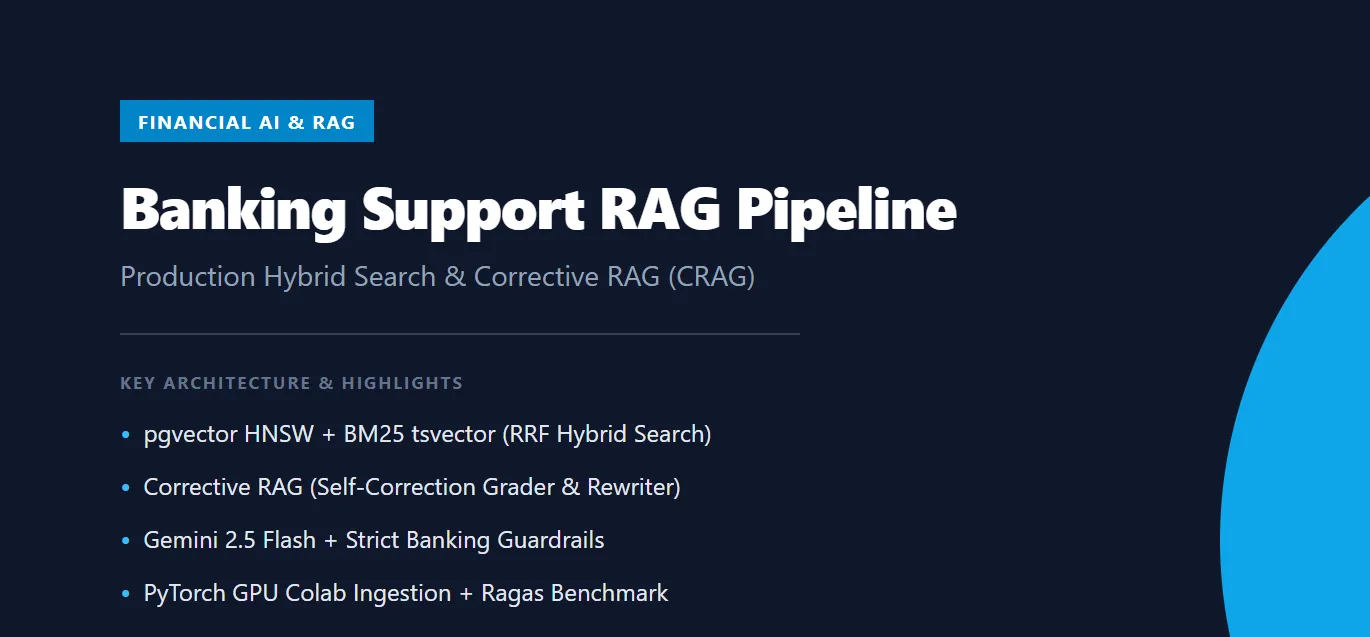 FINANCIAL AI & RAG
Banking Support RAG Pipeline
Production Hybrid Search & Corrective RAG (CRAG)
KEY ARCHITECTURE & HIGHLIGHTS
• pgvector HNSW + BM25 tsvector (RRF Hybrid Search)
• Corrective RAG (Self-Correction Grader & Rewriter)
• Gemini 2.5 Flash + Strict Banking Guardrails
• PyTorch GPU Colab Ingestion + Ragas Benchmark